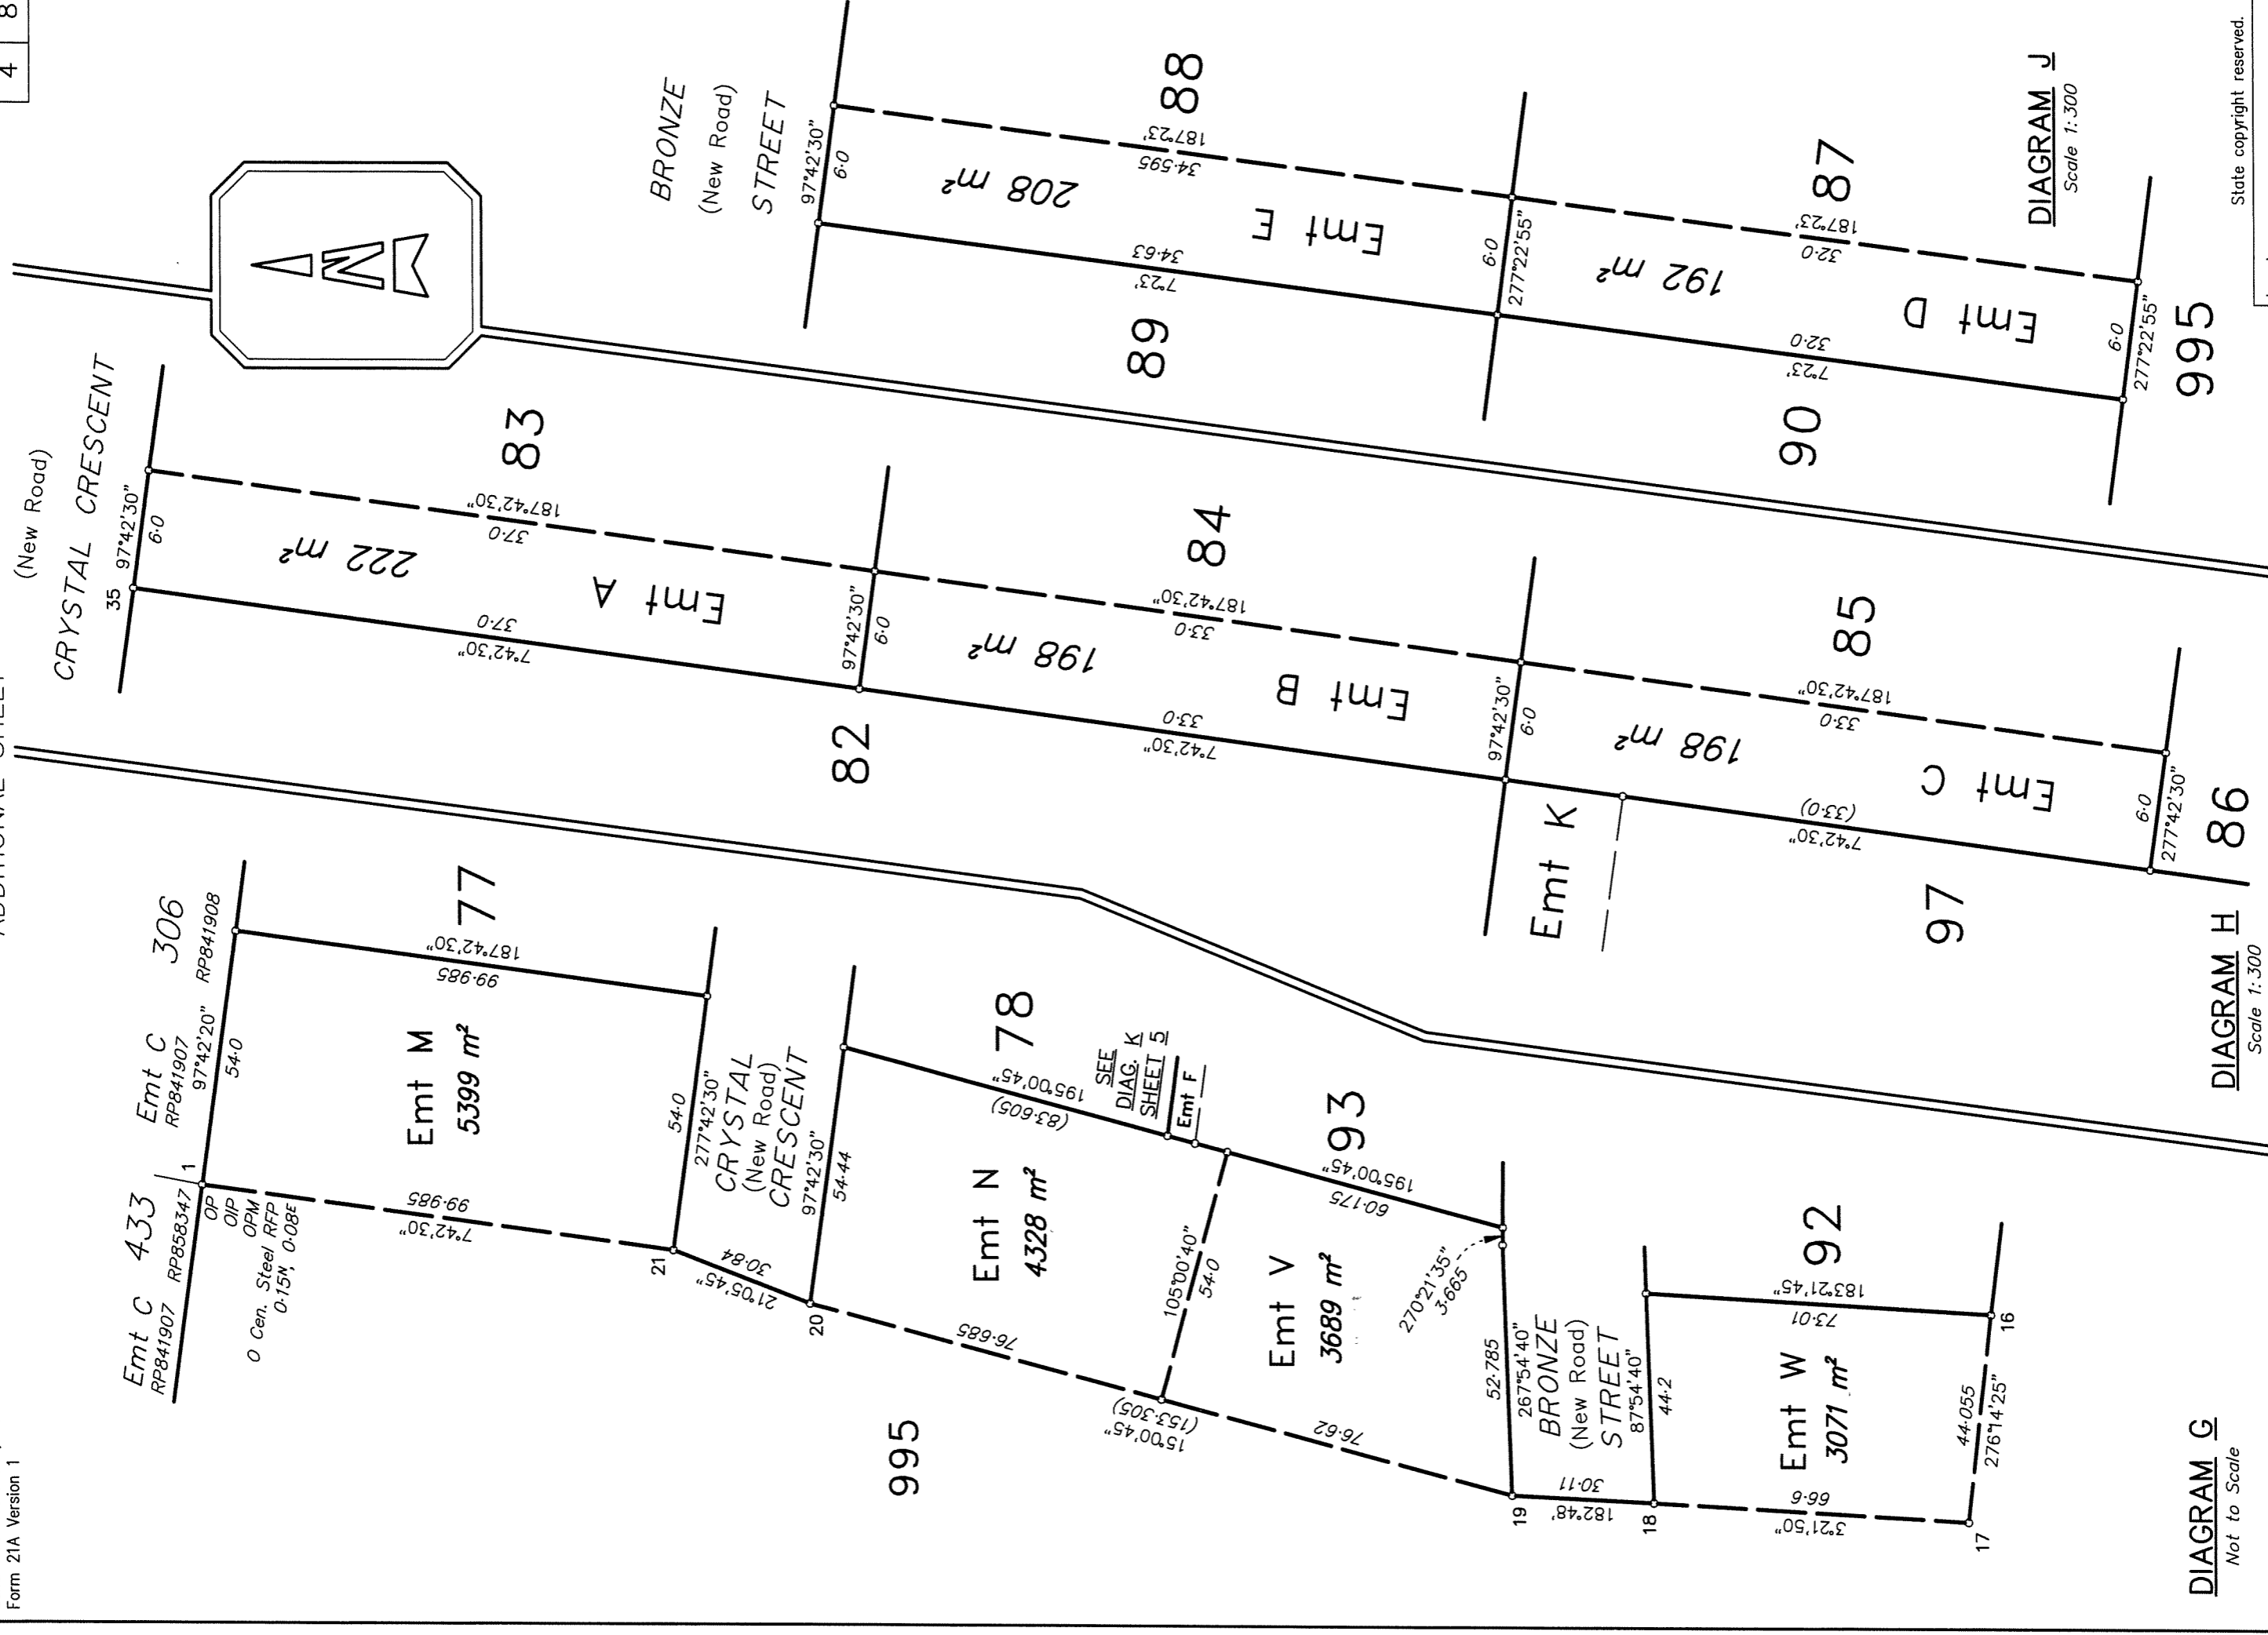 4 8
Form 21A Version 1
Emt C 433
RP841907 RP858347
1
OP
OIP
OPM
O Cen. Steel RFP
0·15N, 0·08E
Emt C 306
RP841907
97°42'20" RP841908
54·0
77
187°42'30"
99·985
Emt M
5399 m²
99·985
7°42'30"
54·0
277°42'30"
21
CRYSTAL
(New Road)
CRESCENT
30·84
21°05'45"
97°42'30"
54·44
20
78
195°00'45"
(83·605)
SEE
DIAG. K
SHEET 5
Emt F
Emt N
4328 m²
76·685
105°00'40"
54·0
(153·305)
15°00'45"
995
93
195°00'45"
60·175
Emt V
3689 m²
76·62
270°21'35"
3·665
52·785
267°54'40"
19
BRONZE
(New Road)
STREET
30·11
182°48'
87°54'40"
44·2
18
92
183°21'45"
73·01
Emt W
3071 m²
66·6
3°21'50"
44·055
276°14'25"
16
17
DIAGRAM G
Not to Scale
(New Road)
CRYSTAL CRESCENT
35 97°42'30"
6·0
83
187°42'30"
37·0
222 m²
Emt A
37·0
7°42'30"
97°42'30"
6·0
82
84
187°42'30"
33·0
198 m²
Emt B
33·0
7°42'30"
97°42'30"
6·0
Emt K
85
187°42'30"
33·0
198 m²
Emt C
(33·0)
7°42'30"
6·0
277°42'30"
97
86
DIAGRAM H
Scale 1:300
N
BRONZE
(New Road)
STREET
97°42'30"
6·0
88
187°23'
34·595
208 m²
Emt E
34·63
7°23'
89
6·0
277°22'55"
87
187°23'
32·0
192 m²
Emt D
32·0
7°23'
90
6·0
277°22'55"
995
DIAGRAM J
Scale 1:300
State copyright reserved.